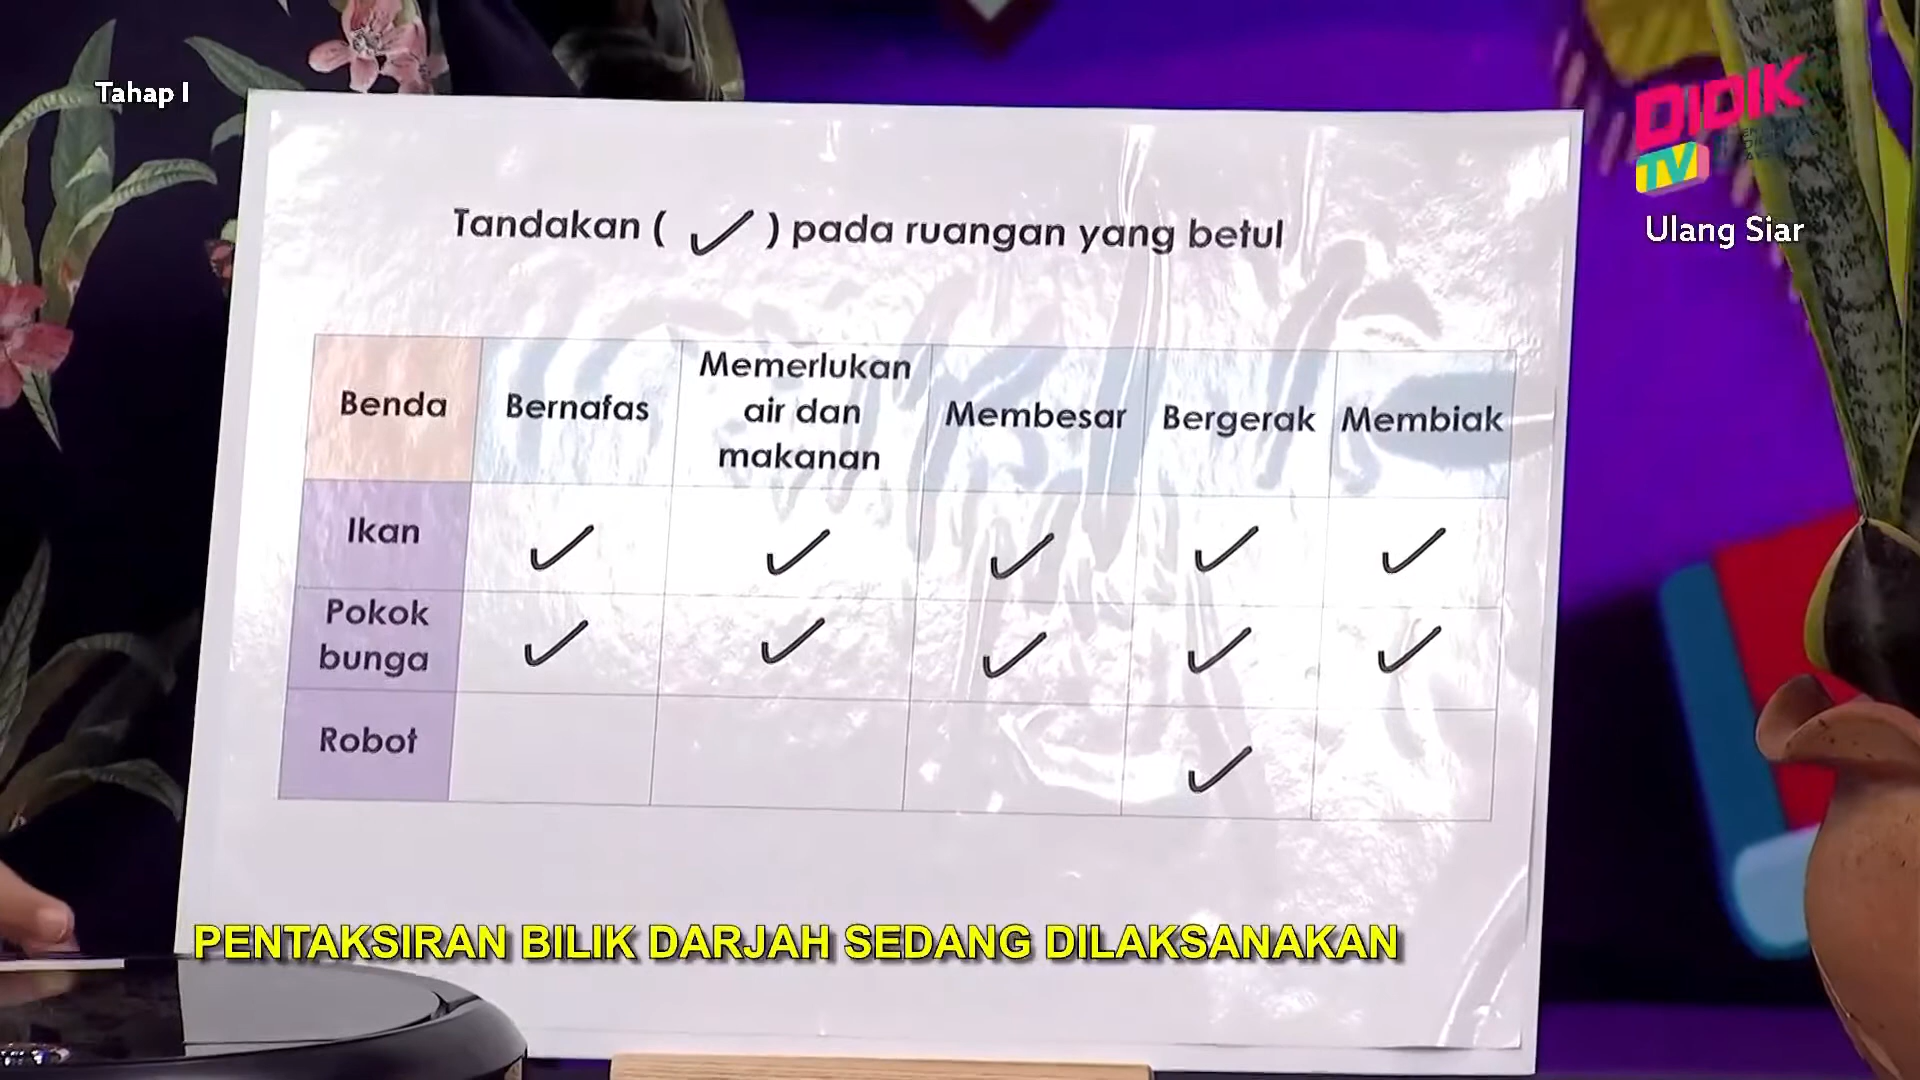 Tahap I
DIDIK
TV
Ulang Siar
Tandakan ( ✓ ) pada ruangan yang betul
Benda
Bernafas
Memerlukan
air dan
makanan
Membesar
Bergerak
Membiak
Ikan ✓ ✓ ✓ ✓ ✓
Pokok
bunga ✓ ✓ ✓ ✓ ✓
Robot ✓
PENTAKSIRAN BILIK DARJAH SEDANG DILAKSANAKAN